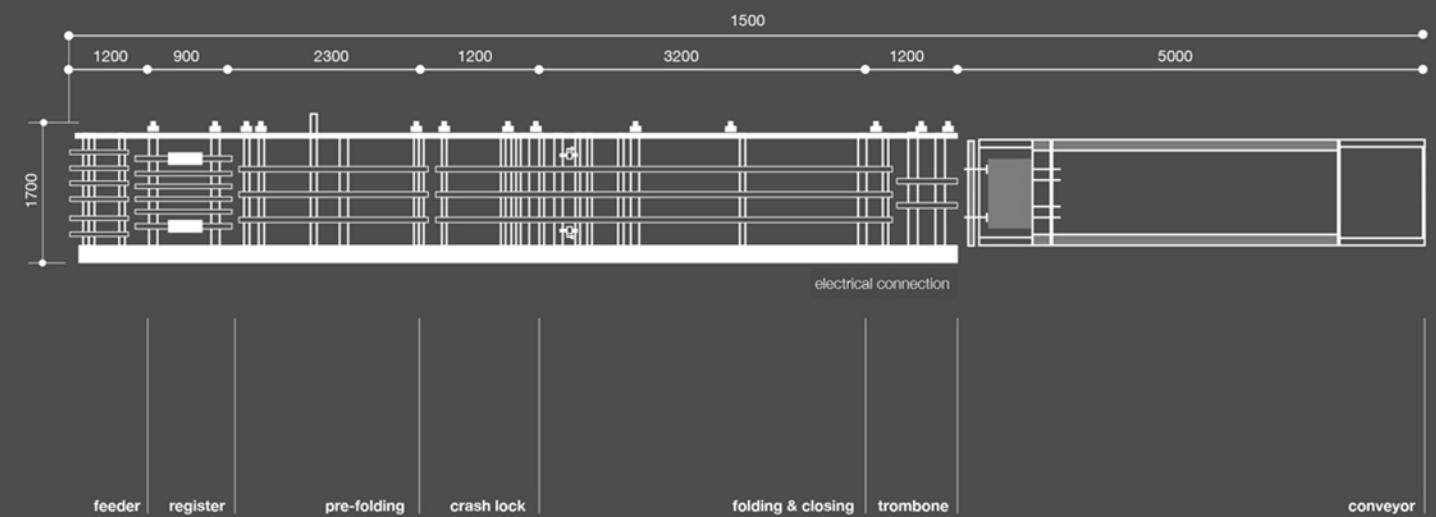 1500
1200 900 2300 1200 3200 1200 5000
1700
electrical connection
feeder register pre-folding crash lock folding & closing trombone conveyor